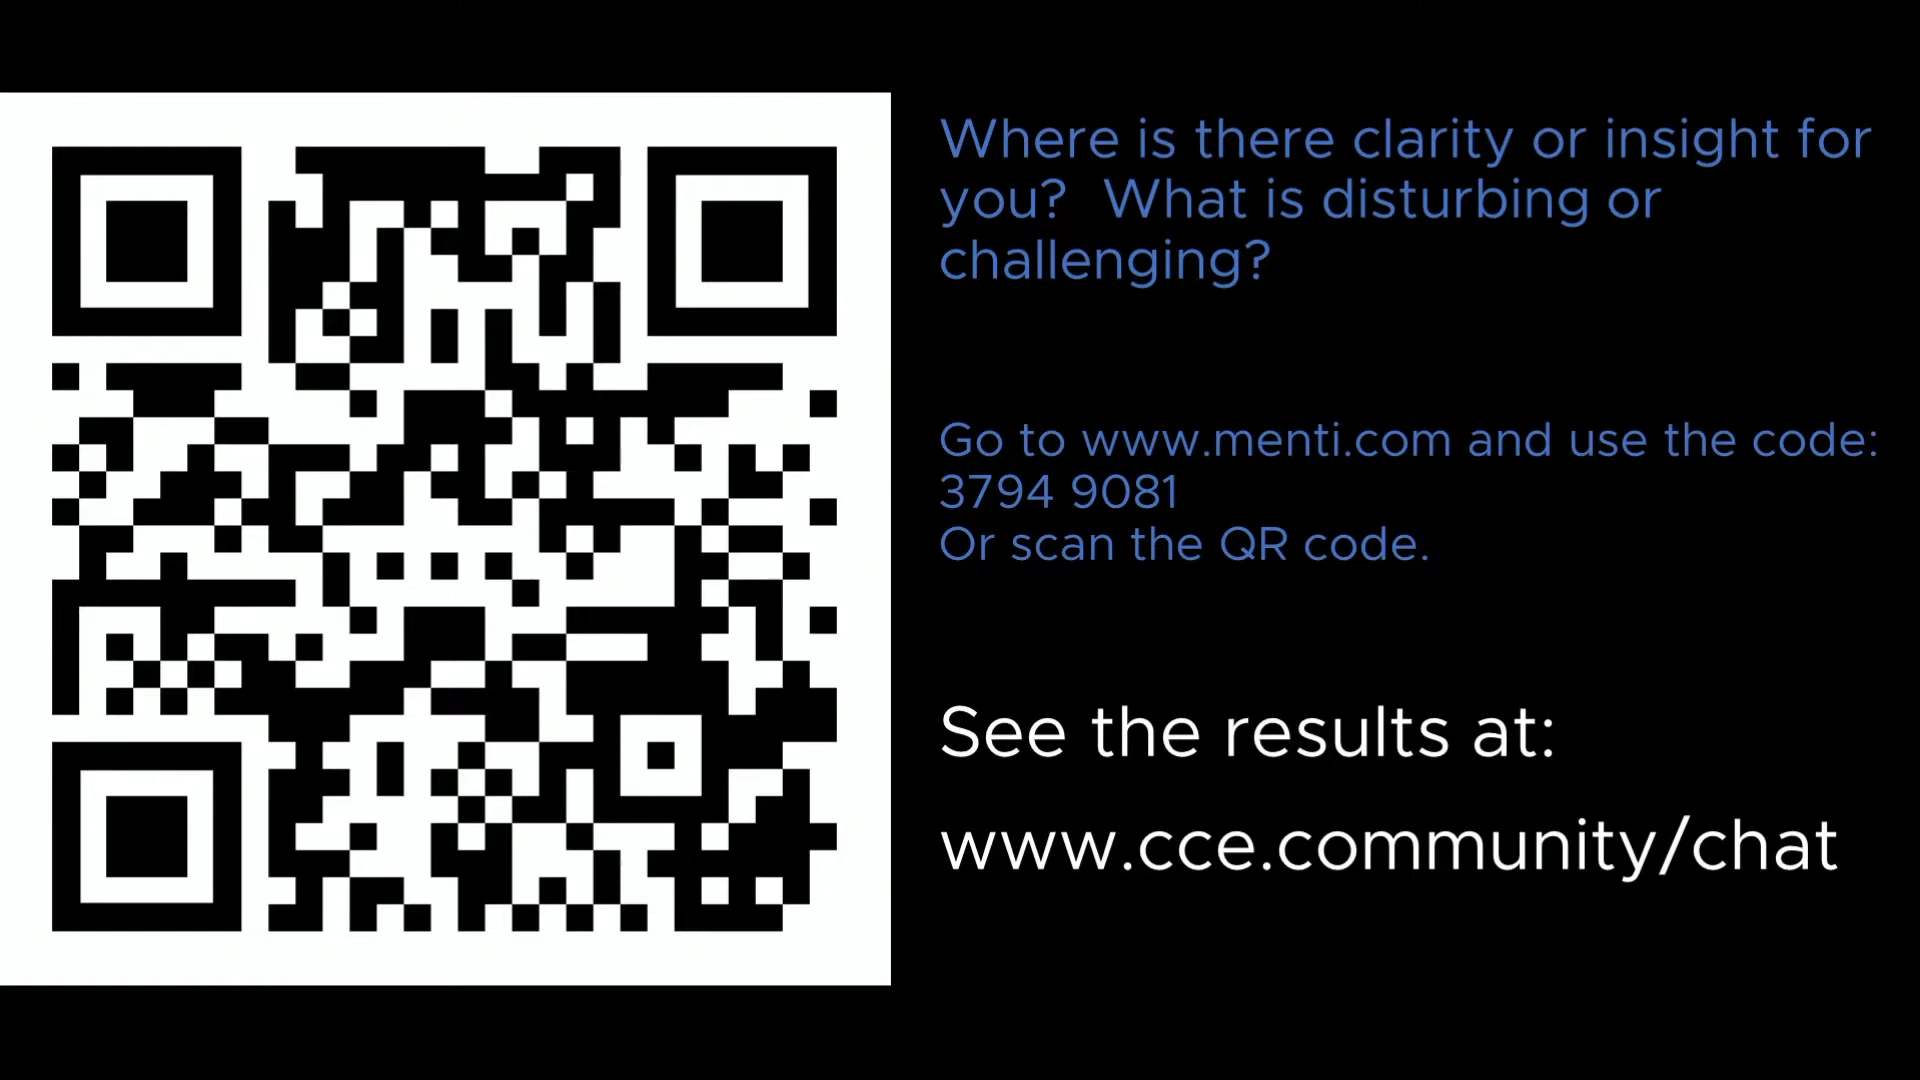 Where is there clarity or insight for
you?  What is disturbing or
challenging?
Go to www.menti.com and use the code:
3794 9081
Or scan the QR code.
See the results at:
www.cce.community/chat